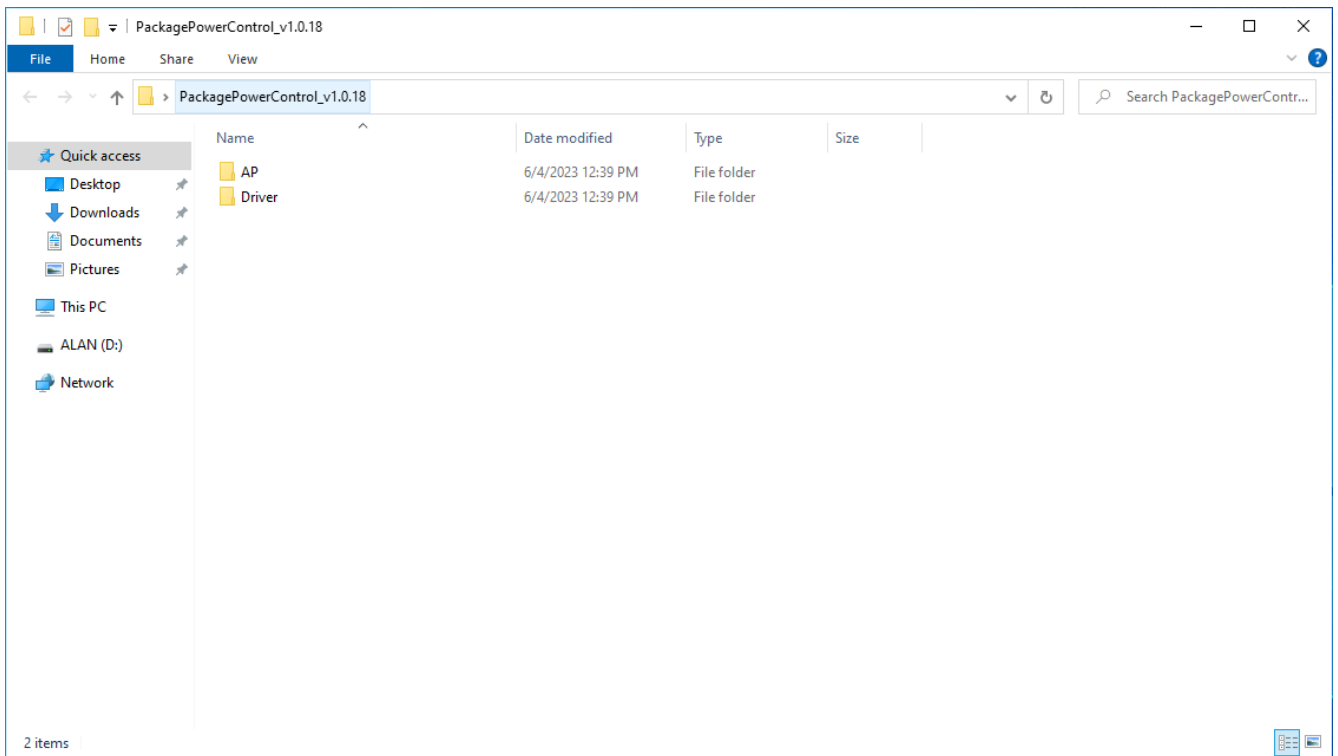 PackagePowerControl_v1.0.18
File Home Share View
PackagePowerControl_v1.0.18
Search PackagePowerContr...
Quick access
Desktop
Downloads
Documents
Pictures
This PC
ALAN (D:)
Network
Name Date modified Type Size
AP 6/4/2023 12:39 PM File folder
Driver 6/4/2023 12:39 PM File folder
2 items